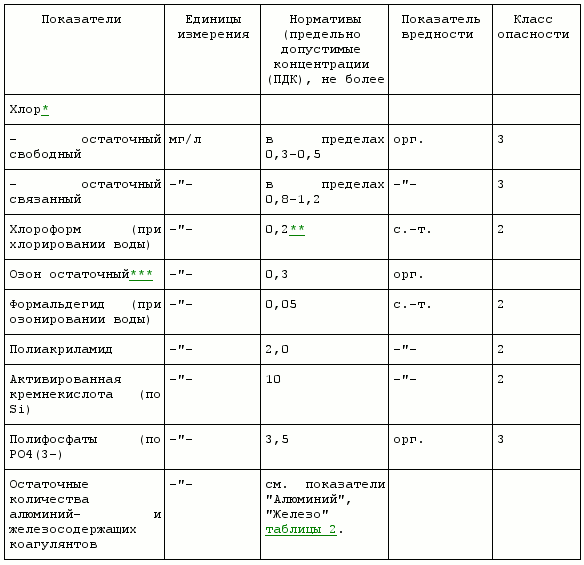 Показатели Единицы измерения Нормативы (предельно допустимые концентрации (ПДК), не более Показатель вредности Класс опасности
Хлор*
- остаточный свободный мг/л в пределах 0,3-0,5 орг. 3
- остаточный связанный -"- в пределах 0,8-1,2 -"- 3
Хлороформ (при хлорировании воды) -"- 0,2** с.-т. 2
Озон остаточный*** -"- 0,3 орг.
Формальдегид (при озонировании воды) -"- 0,05 с.-т. 2
Полиакриламид -"- 2,0 -"- 2
Активированная кремнекислота (по Si) -"- 10 -"- 2
Полифосфаты (по PO4(3-) -"- 3,5 орг. 3
Остаточные количества алюминий- и железосодержащих коагулянтов -"- см. показатели "Алюминий", "Железо" таблицы 2.